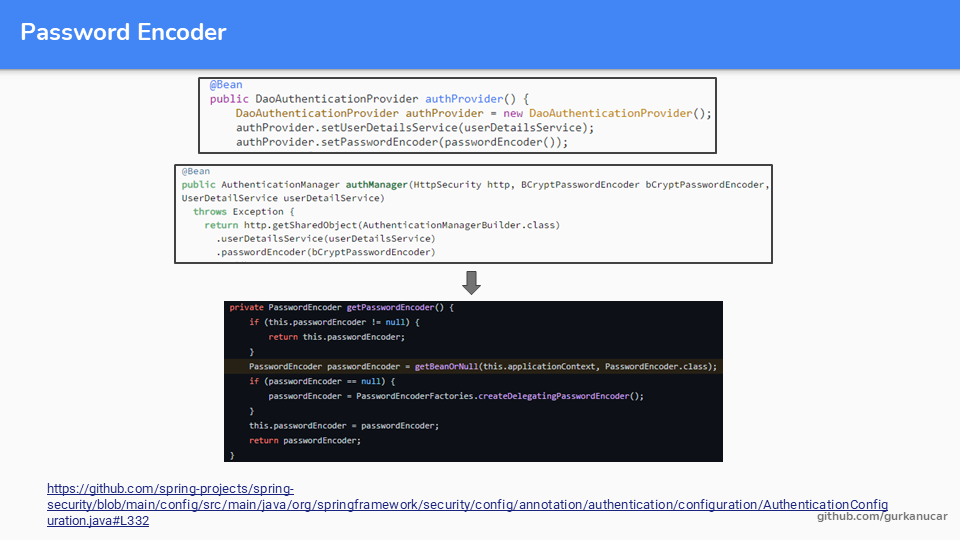 Password Encoder
@Bean
public DaoAuthenticationProvider authProvider() {
DaoAuthenticationProvider authProvider = new DaoAuthenticationProvider();
authProvider.setUserDetailsService(userDetailsService);
authProvider.setPasswordEncoder(passwordEncoder());
@Bean
public AuthenticationManager authManager(HttpSecurity http, BCryptPasswordEncoder bCryptPasswordEncoder,
UserDetailService userDetailService)
throws Exception {
return http.getSharedObject(AuthenticationManagerBuilder.class)
.userDetailsService(userDetailsService)
.passwordEncoder(bCryptPasswordEncoder)
private PasswordEncoder getPasswordEncoder() {
if (this.passwordEncoder != null) {
return this.passwordEncoder;
}
PasswordEncoder passwordEncoder = getBeanOrNull(this.applicationContext, PasswordEncoder.class);
if (passwordEncoder == null) {
passwordEncoder = PasswordEncoderFactories.createDelegatingPasswordEncoder();
}
this.passwordEncoder = passwordEncoder;
return passwordEncoder;
}
https://github.com/spring-projects/spring-
security/blob/main/config/src/main/java/org/springframework/security/config/annotation/authentication/configuration/AuthenticationConfig
uration.java#L332
github.com/gurkanucar